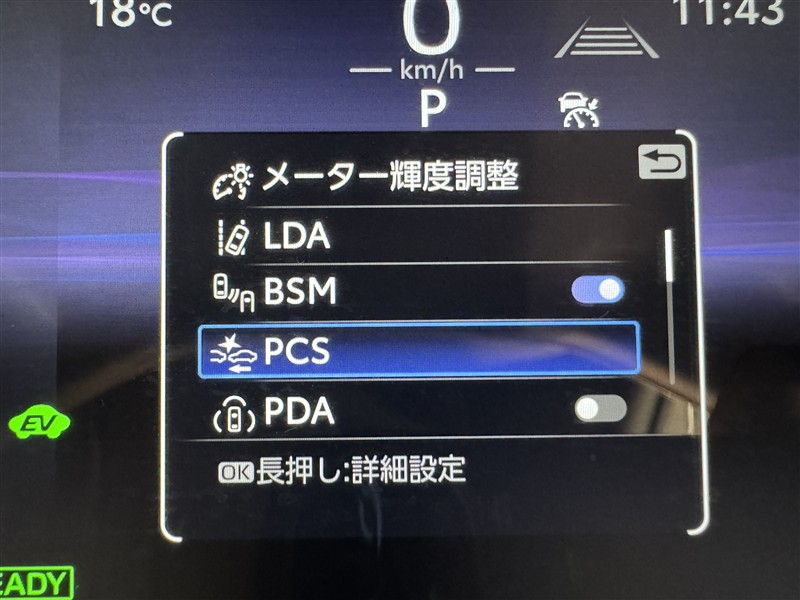 18℃
11:43
0
km/h
P
メーター輝度調整
LDA
BSM
PCS
PDA
EV
OK長押し:詳細設定
EADY